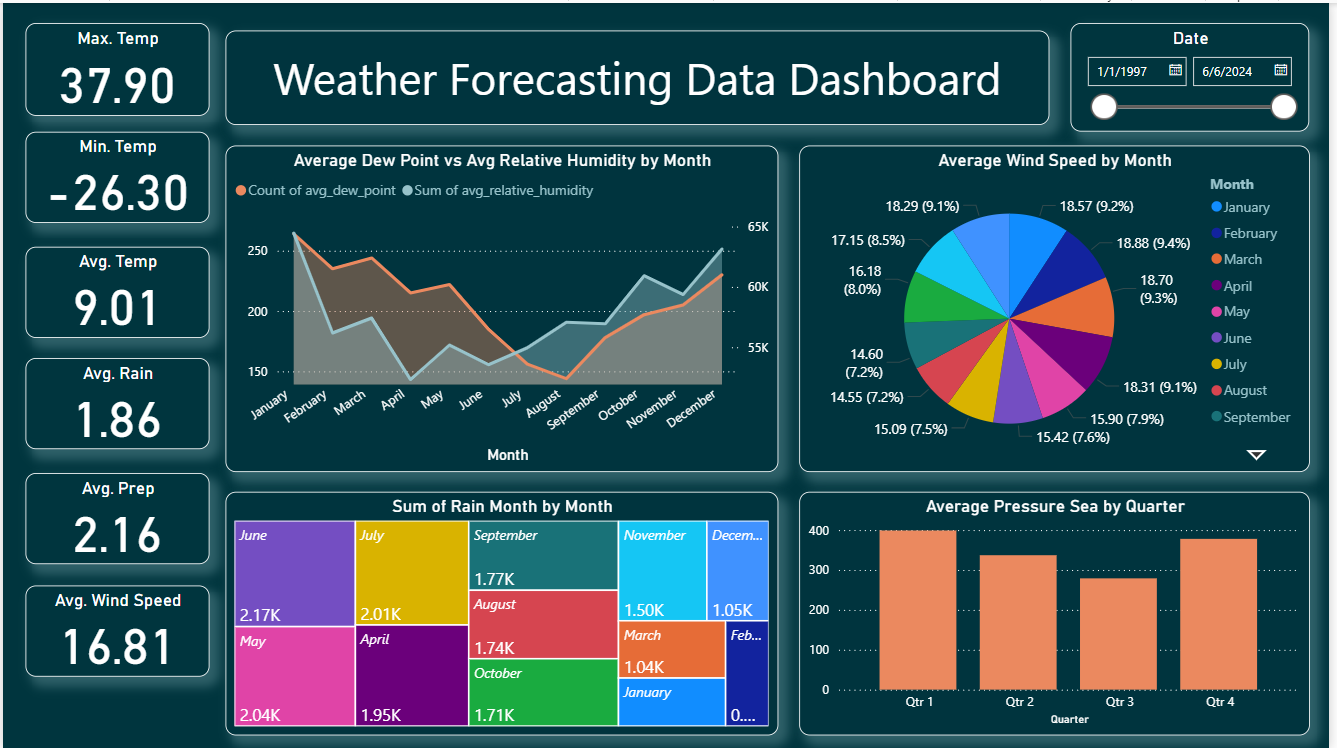 Max. Temp
37.90
Min. Temp
-26.30
Avg. Temp
9.01
Avg. Rain
1.86
Avg. Prep
2.16
Avg. Wind Speed
16.81
Weather Forecasting Data Dashboard
Date
1/1/1997
6/6/2024
Average Dew Point vs Avg Relative Humidity by Month
Count of avg_dew_point
Sum of avg_relative_humidity
250
200
150
65K
60K
55K
January
February
March
April
May
June
July
August
September
October
November
December
Month
Average Wind Speed by Month
18.57 (9.2%)
18.88 (9.4%)
18.70
(9.3%)
18.31 (9.1%)
15.90 (7.9%)
15.42 (7.6%)
15.09 (7.5%)
14.55 (7.2%)
14.60
(7.2%)
16.18
(8.0%)
17.15 (8.5%)
18.29 (9.1%)
Month
January
February
March
April
May
June
July
August
September
Sum of Rain Month by Month
June
2.17K
May
2.04K
July
2.01K
April
1.95K
September
1.77K
August
1.74K
October
1.71K
November
1.50K
Decem...
1.05K
March
1.04K
January
Feb...
0....
Average Pressure Sea by Quarter
400
300
200
100
0
Qtr 1
Qtr 2
Qtr 3
Qtr 4
Quarter